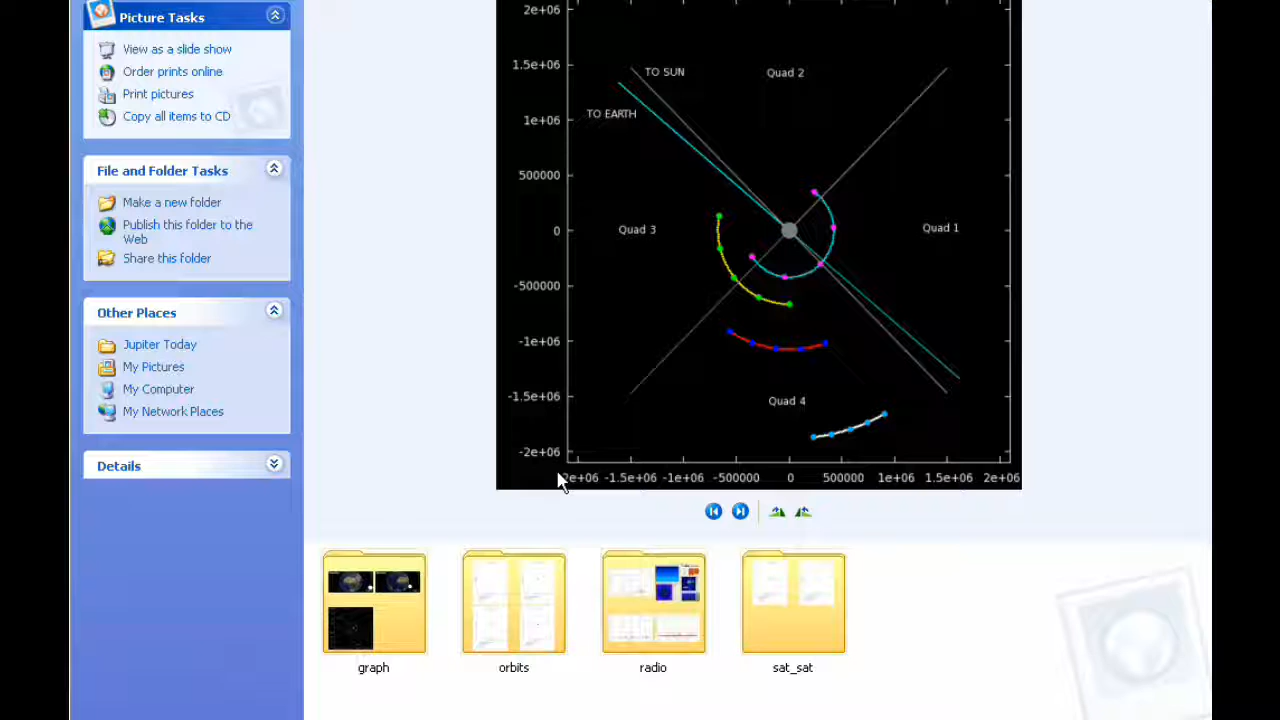 Picture Tasks
View as a slide show
Order prints online
Print pictures
Copy all items to CD
File and Folder Tasks
Make a new folder
Publish this folder to the
Web
Share this folder
Other Places
Jupiter Today
My Pictures
My Computer
My Network Places
Details
2e+06
1.5e+06
1e+06
500000
0
-500000
-1e+06
-1.5e+06
-2e+06
TO SUN
Quad 2
TO EARTH
Quad 3
Quad 1
Quad 4
2e+06 -1.5e+06 -1e+06 -500000 0 500000 1e+06 1.5e+06 2e+06
graph
orbits
radio
sat_sat